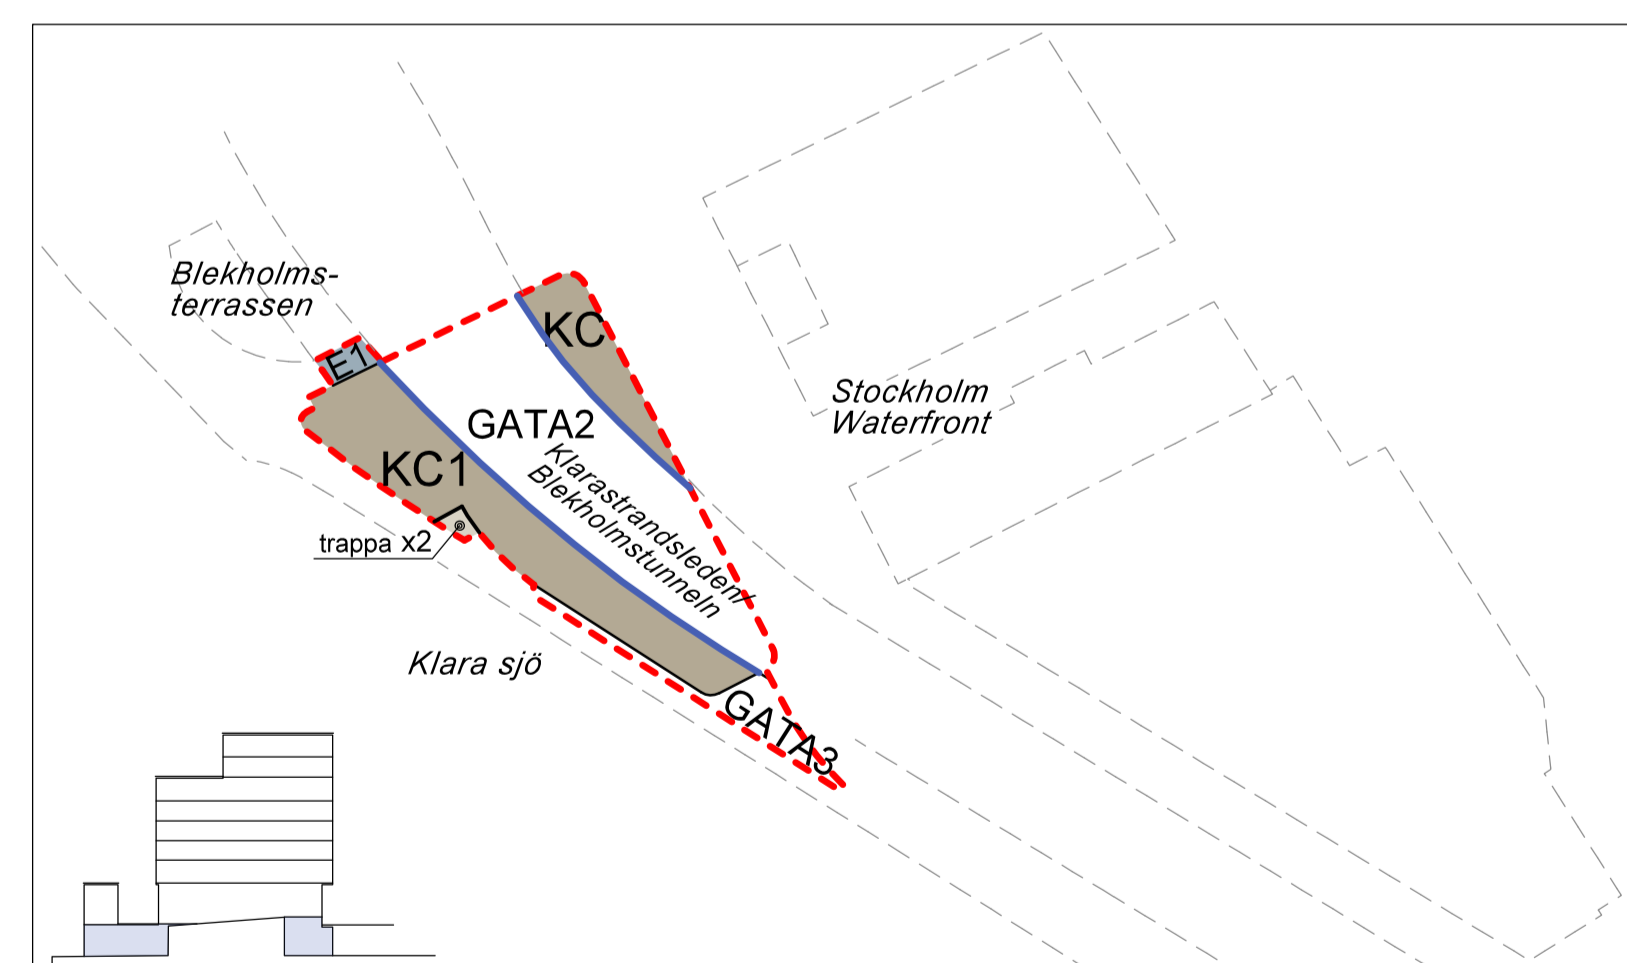 Blekholms-
terrassen
E1
KC
Stockholm
Waterfront
GATA2
KC1
Klarastrandsleden/
Blekholmstunneln
trappa x2
Klara sjö
GATA3